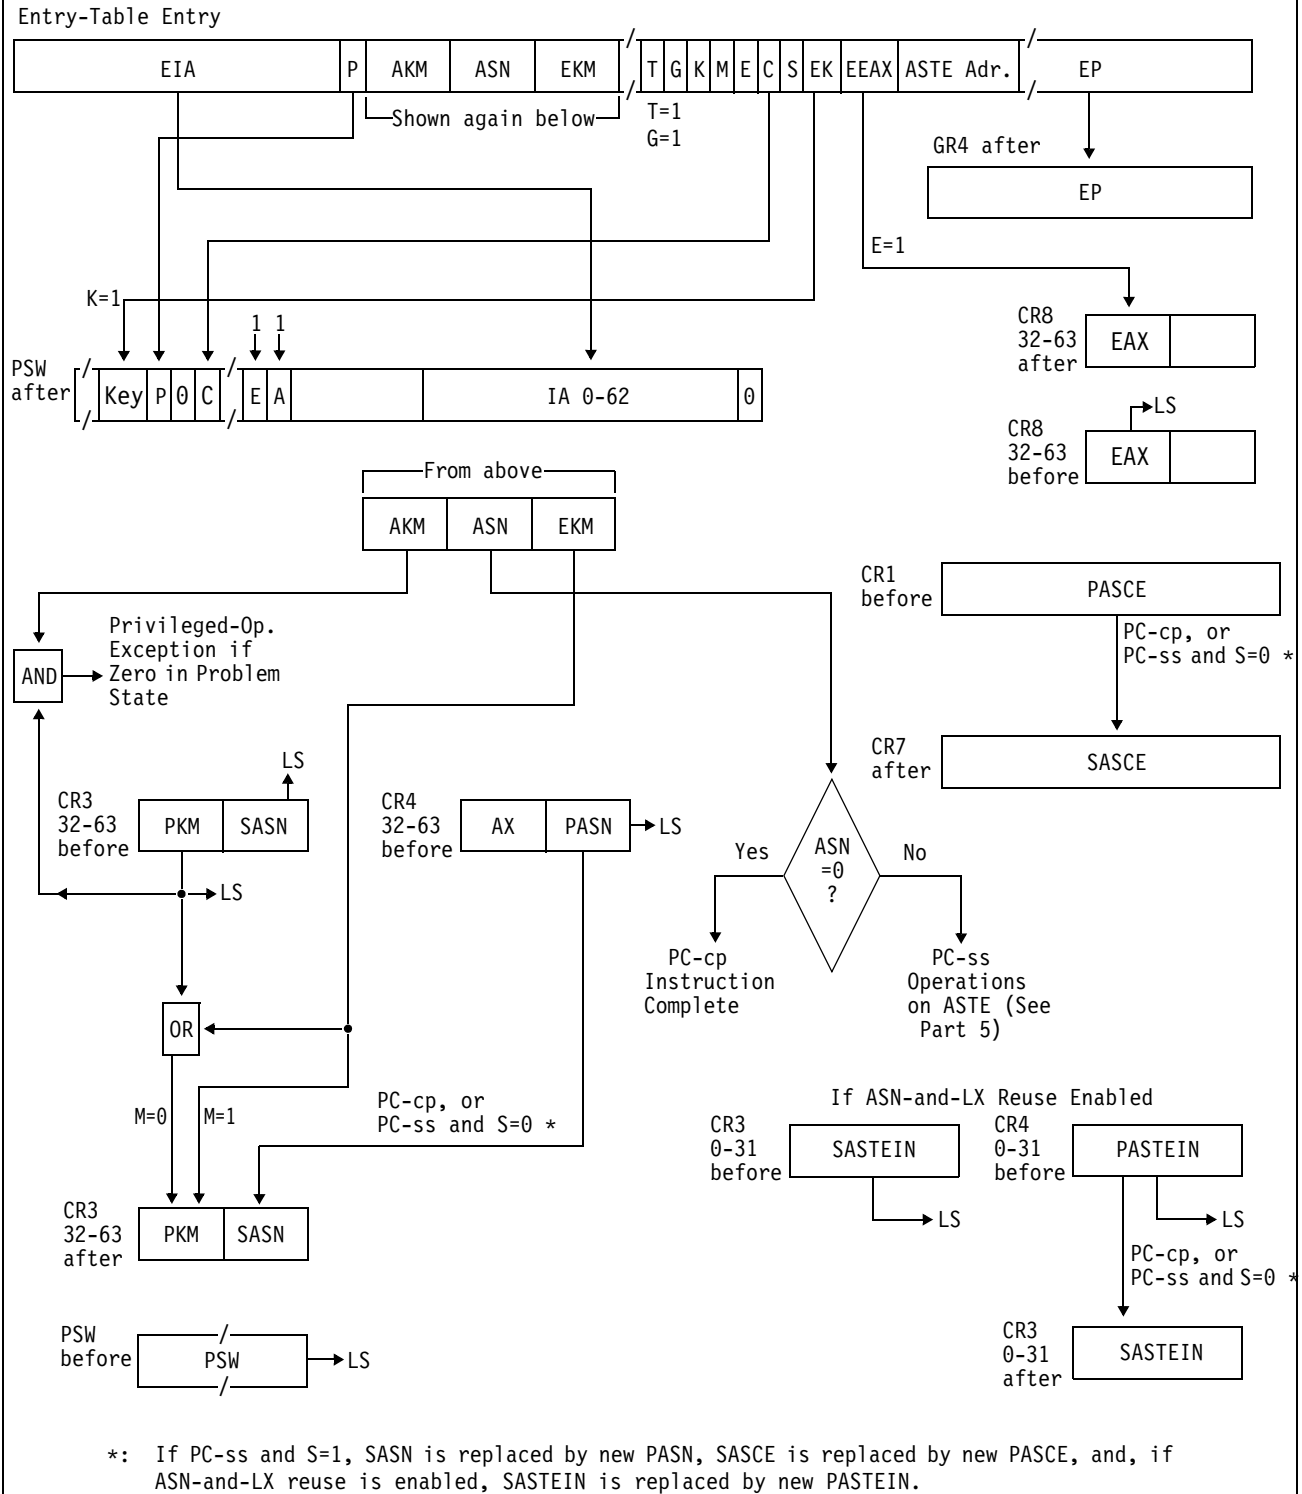 Entry-Table Entry
EIA P AKM ASN EKM / T G K M E C S EK EEAX ASTE Adr. / EP
/ /
Shown again below
T=1
G=1
GR4 after
EP
E=1
K=1
1 1
CR8
32-63
after
EAX
PSW
after
/ Key P 0 C / E A IA 0-62 0
/ /
LS
CR8
32-63
before
EAX
From above
AKM ASN EKM
CR1
before
PASCE
PC-cp, or
PC-ss and S=0 *
Privileged-Op.
Exception if
Zero in Problem
State
AND
CR7
after
SASCE
LS
CR3
32-63
before
PKM SASN
LS
CR4
32-63
before
AX PASN
LS
ASN
=0
?
Yes
No
PC-cp
Instruction
Complete
PC-ss
Operations
on ASTE (See
Part 5)
OR
M=0
M=1
PC-cp, or
PC-ss and S=0 *
If ASN-and-LX Reuse Enabled
CR3
0-31
before
SASTEIN
LS
CR4
0-31
before
PASTEIN
LS
PC-cp, or
PC-ss and S=0 *
CR3
32-63
after
PKM SASN
CR3
0-31
after
SASTEIN
PSW
before
/
PSW
/
LS
*: If PC-ss and S=1, SASN is replaced by new PASN, SASCE is replaced by new PASCE, and, if
ASN-and-LX reuse is enabled, SASTEIN is replaced by new PASTEIN.